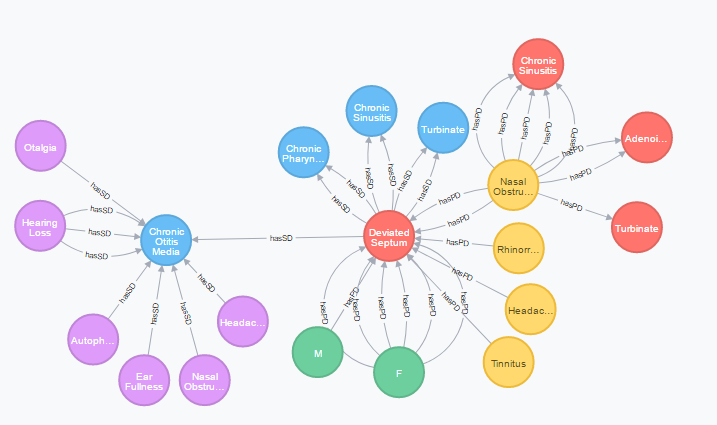 Chronic
Sinusitis
hasPD
hasPD
hasPD
hasPD
hasPD
Chronic
Sinusitis
Turbinate
Adenoi...
hasPD
Otalgia
Chronic
Pharyn...
hasSD
hasSD
hasSD
hasSD
hasSD
hasSD
Nasal
Obstru...
hasPD
hasPD
hasSD
hasPD
hasPD
Turbinate
Hearing
Loss
hasSD
hasSD
hasSD
Chronic
Otitis
Media
hasSD
Deviated
Septum
hasPD
Rhinorr...
hasPD
hasSD
hasSD
hasSD
hasSD
hasPD
hasPD
hasPD
hasPD
hasPD
hasPD
hasPD
hasPD
Headac...
Headac...
Autoph...
M
F
Tinnitus
Ear
Fullness
Nasal
Obstru...